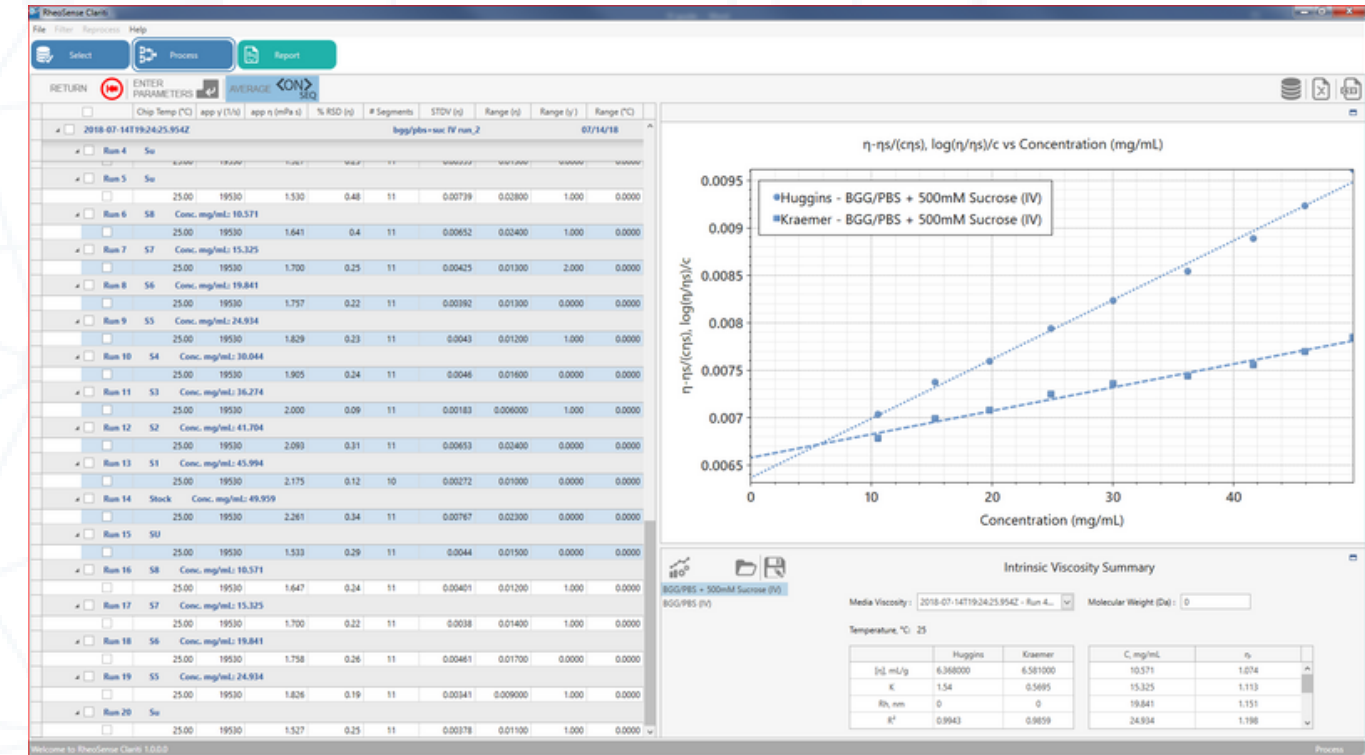 RheoSense Clariti
File Filter Reprocess Help
Select Process Report
RETURN ENTER PARAMETERS AVERAGE <ON> SEQ
Chip Temp (°C) app γ (1/s) app η (mPa s) % RSD (η) # Segments STDV (η) Range (η) Range (γ) Range (°C)
2018-07-14T19:24:25.954Z bgg/pbs+suc IV run_2 07/14/18
Run 4 Su
Run 5 Su
25.00 19530 1.530 0.48 11 0.00739 0.02800 1.000 0.0000
Run 6 S8 Conc. mg/mL: 10.571
25.00 19530 1.641 0.4 11 0.00652 0.02400 1.000 0.0000
Run 7 S7 Conc. mg/mL: 15.325
25.00 19530 1.700 0.25 11 0.00425 0.01300 2.000 0.0000
Run 8 S6 Conc. mg/mL: 19.841
25.00 19530 1.757 0.22 11 0.00392 0.01300 0.0000 0.0000
Run 9 S5 Conc. mg/mL: 24.934
25.00 19530 1.829 0.23 11 0.0043 0.01200 1.000 0.0000
Run 10 S4 Conc. mg/mL: 30.044
25.00 19530 1.905 0.24 11 0.0046 0.01600 0.0000 0.0000
Run 11 S3 Conc. mg/mL: 36.274
25.00 19530 2.000 0.09 11 0.00183 0.006000 1.000 0.0000
Run 12 S2 Conc. mg/mL: 41.704
25.00 19530 2.093 0.31 11 0.00653 0.02400 0.0000 0.0000
Run 13 S1 Conc. mg/mL: 45.994
25.00 19530 2.175 0.12 10 0.00272 0.01000 0.0000 0.0000
Run 14 Stock Conc. mg/mL: 49.959
25.00 19530 2.261 0.34 11 0.00767 0.02300 0.0000 0.0000
Run 15 SU
25.00 19530 1.533 0.29 11 0.0044 0.01500 0.0000 0.0000
Run 16 S8 Conc. mg/mL: 10.571
25.00 19530 1.647 0.24 11 0.00401 0.01200 1.000 0.0000
Run 17 S7 Conc. mg/mL: 15.325
25.00 19530 1.700 0.22 11 0.0038 0.01400 1.000 0.0000
Run 18 S6 Conc. mg/mL: 19.841
25.00 19530 1.758 0.26 11 0.00461 0.01700 0.0000 0.0000
Run 19 S5 Conc. mg/mL: 24.934
25.00 19530 1.826 0.19 11 0.00341 0.009000 1.000 0.0000
Run 20 Su
25.00 19530 1.527 0.25 11 0.00378 0.01100 1.000 0.0000
η-ηs/(cηs), log(η/ηs)/c vs Concentration (mg/mL)
Huggins - BGG/PBS + 500mM Sucrose (IV)
Kraemer - BGG/PBS + 500mM Sucrose (IV)
η-ηs/(cηs), log(η/ηs)/c
0.0095
0.009
0.0085
0.008
0.0075
0.007
0.0065
0 10 20 30 40
Concentration (mg/mL)
Intrinsic Viscosity Summary
BGG/PBS + 500mM Sucrose (IV)
BGG/PBS (IV)
Media Viscosity : 2018-07-14T19:24:25.954Z - Run 4... Molecular Weight (Da) : 0
Temperature, °C: 25
Huggins Kraemer
[η], mL/g 6.368000 6.581000
K 1.54 0.5695
Rh, nm 0 0
R² 0.9943 0.9859
C, mg/mL ηr
10.571 1.074
15.325 1.113
19.841 1.151
24.934 1.198
Welcome to RheoSense Clariti 1.0.0.0 Process